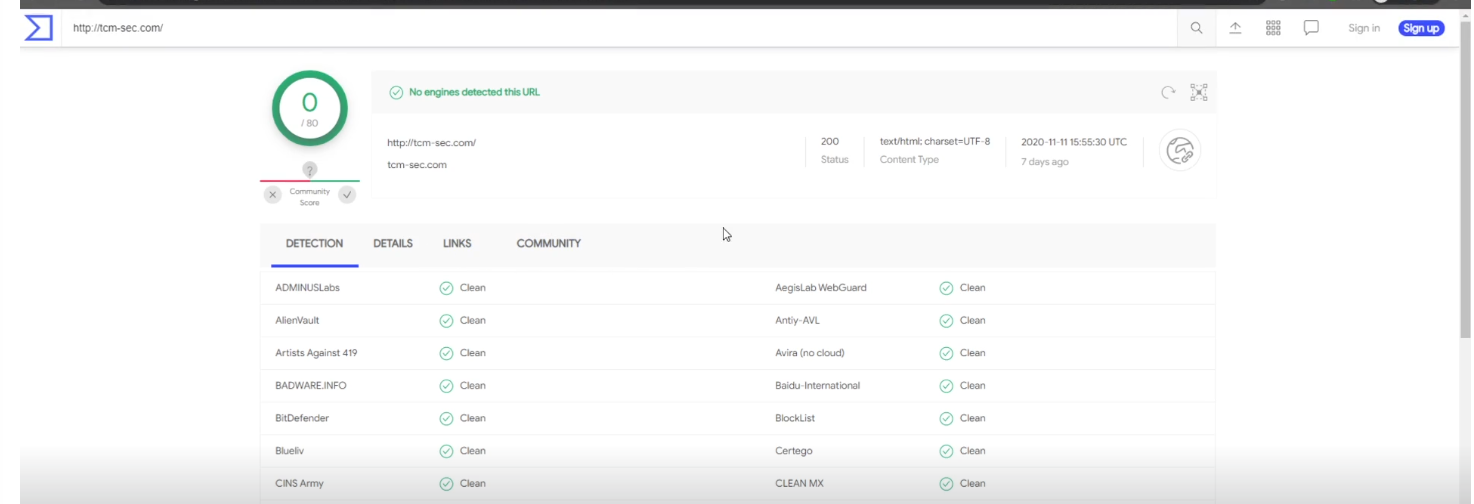 http://tcm-sec.com/
Sign in
Sign up
0
/ 80
?
Community
Score
No engines detected this URL
http://tcm-sec.com/
tcm-sec.com
200
Status
text/html; charset=UTF-8
Content Type
2020-11-11 15:55:30 UTC
7 days ago
DETECTION DETAILS LINKS COMMUNITY
ADMINUSLabs Clean AegisLab WebGuard Clean
AlienVault Clean Antiy-AVL Clean
Artists Against 419 Clean Avira (no cloud) Clean
BADWARE.INFO Clean Baidu-International Clean
BitDefender Clean BlockList Clean
Blueliv Clean Certego Clean
CINS Army Clean CLEAN MX Clean